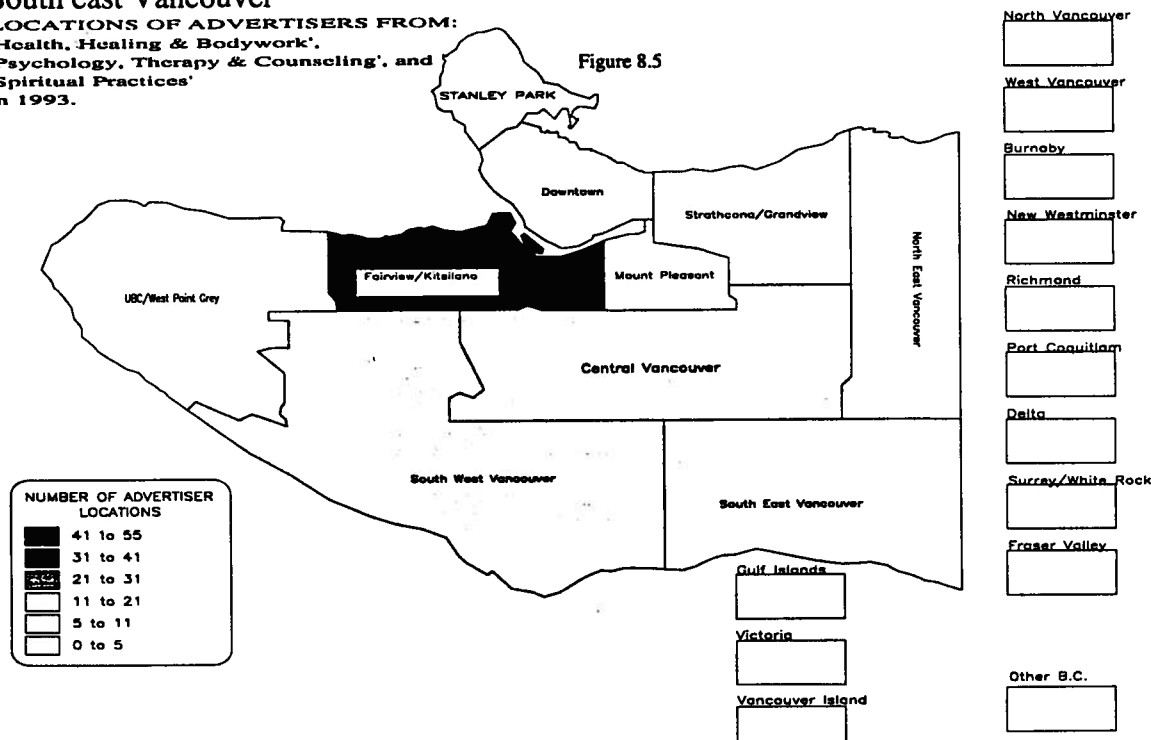 South east Vancouver
LOCATIONS OF ADVERTISERS FROM:
Health, Healing & Bodywork',
Psychology, Therapy & Counseling', and
Spiritual Practices'
in 1993.
Figure 8.5
STANLEY PARK
Downtown
Strathcona/Grandview
North East Vancouver
Fairview/Kitsilano
Mount Pleasant
UBC/West Point Grey
Central Vancouver
South West Vancouver
South East Vancouver
NUMBER OF ADVERTISER
LOCATIONS
41 to 55
31 to 41
21 to 31
11 to 21
5 to 11
0 to 5
North Vancouver
West Vancouver
Burnaby
New Westminster
Richmond
Port Coquitlam
Delta
Surrey/White Rock
Fraser Valley
Gulf Islands
Victoria
Vancouver Island
Other B.C.